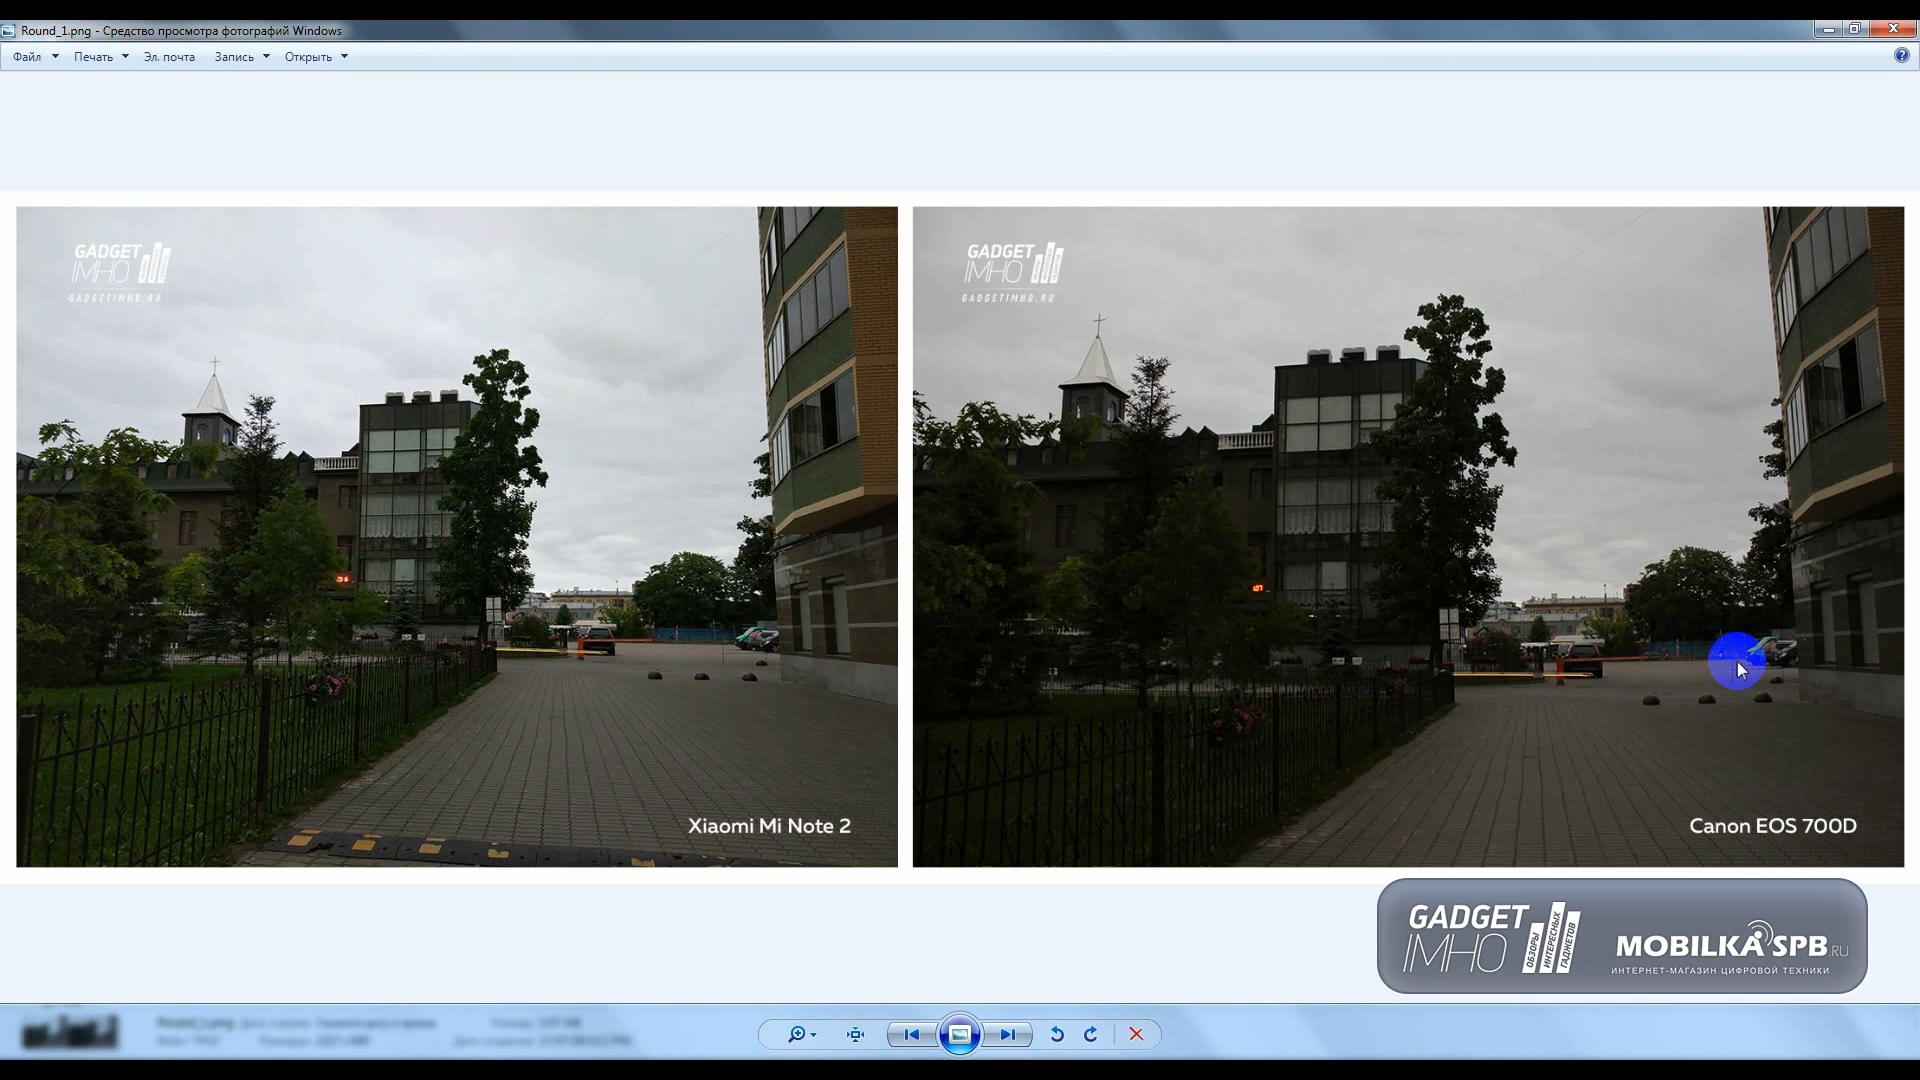 Round_1.png - Средство просмотра фотографий Windows
Файл Печать Эл. почта Запись Открыть
GADGET
IMHO
GADGETIMHO.RU
GADGET
IMHO
GADGETIMHO.RU
Xiaomi Mi Note 2
Canon EOS 700D
GADGET
IMHO
ОБЗОРЫ
ИНТЕРЕСНЫХ
ГАДЖЕТОВ
MOBILKA SPB.RU
ИНТЕРНЕТ-МАГАЗИН ЦИФРОВОЙ ТЕХНИКИ